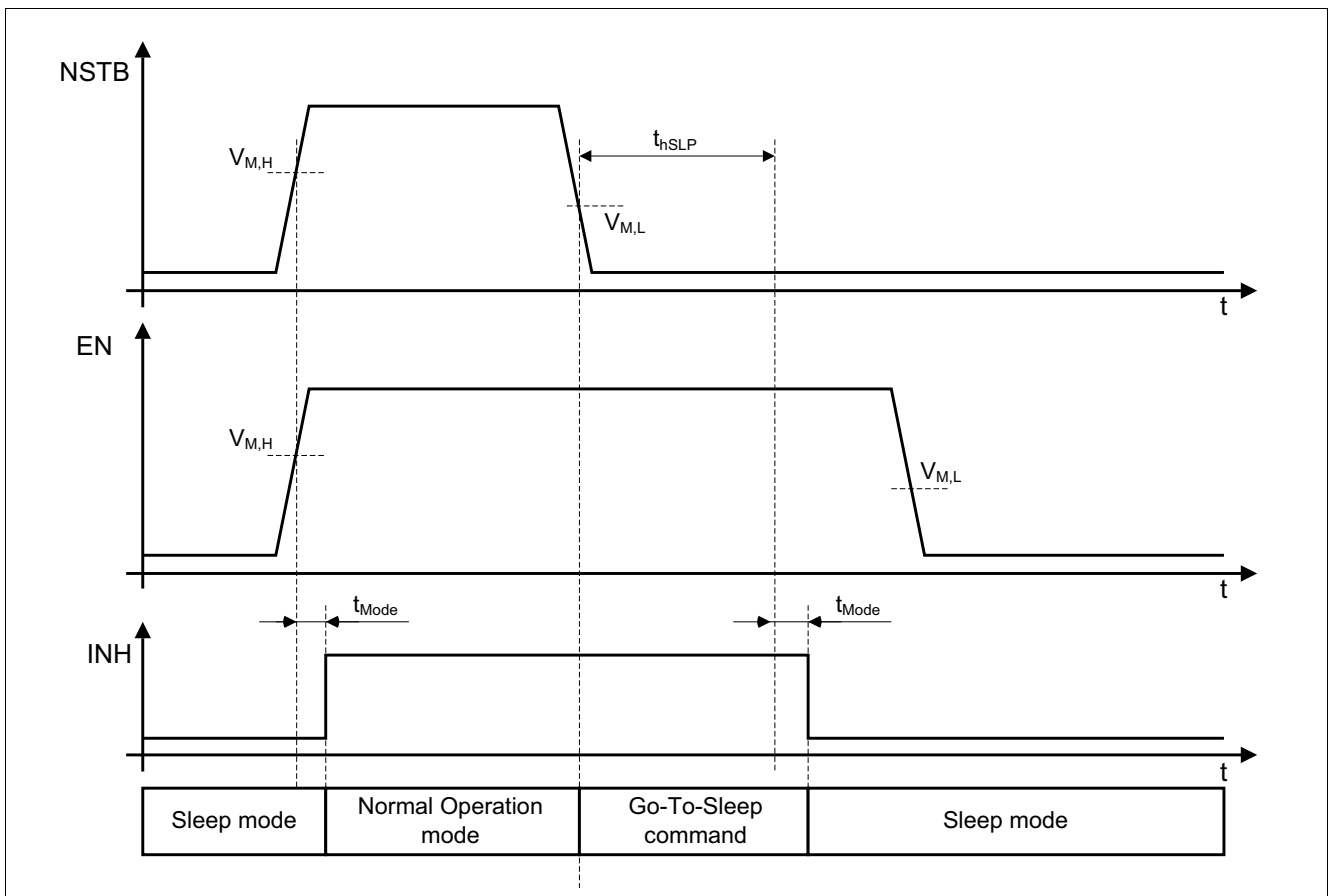 NSTB
t_hSLP
V_M,H
V_M,L
t
EN
V_M,H
V_M,L
t
t_Mode
t_Mode
INH
t
Sleep mode
Normal Operation
mode
Go-To-Sleep
command
Sleep mode